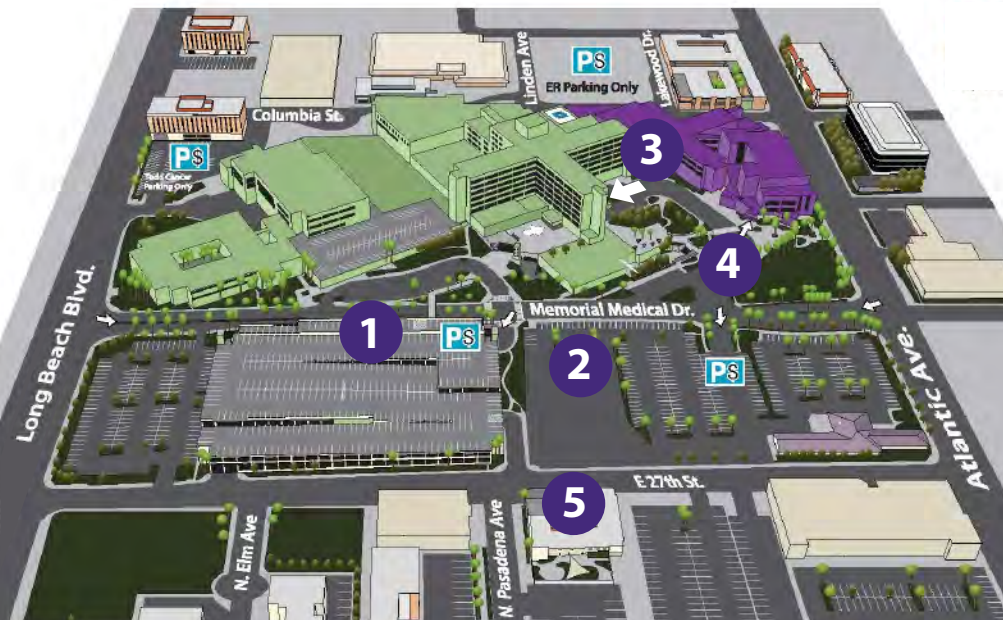 Linden Ave
P$
ER Parking Only
Lakewood Dr.
Columbia St.
P$
Todd Cancer
Parking Only
3
4
Long Beach Blvd.
Memorial Medical Dr.
1
P$
2
P$
Atlantic Ave.
E 27th St.
5
N. Elm Ave
N. Pasadena Ave